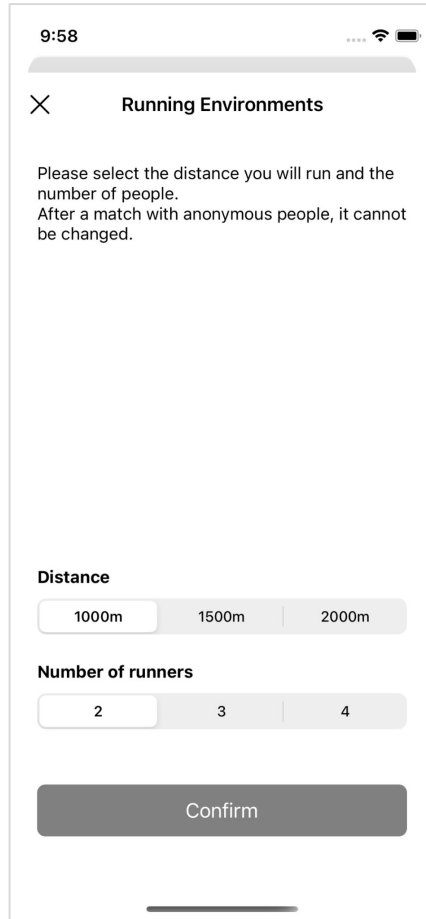 9:58
Running Environments
Please select the distance you will run and the
number of people.
After a match with anonymous people, it cannot
be changed.
Distance
1000m 1500m 2000m
Number of runners
2 3 4
Confirm